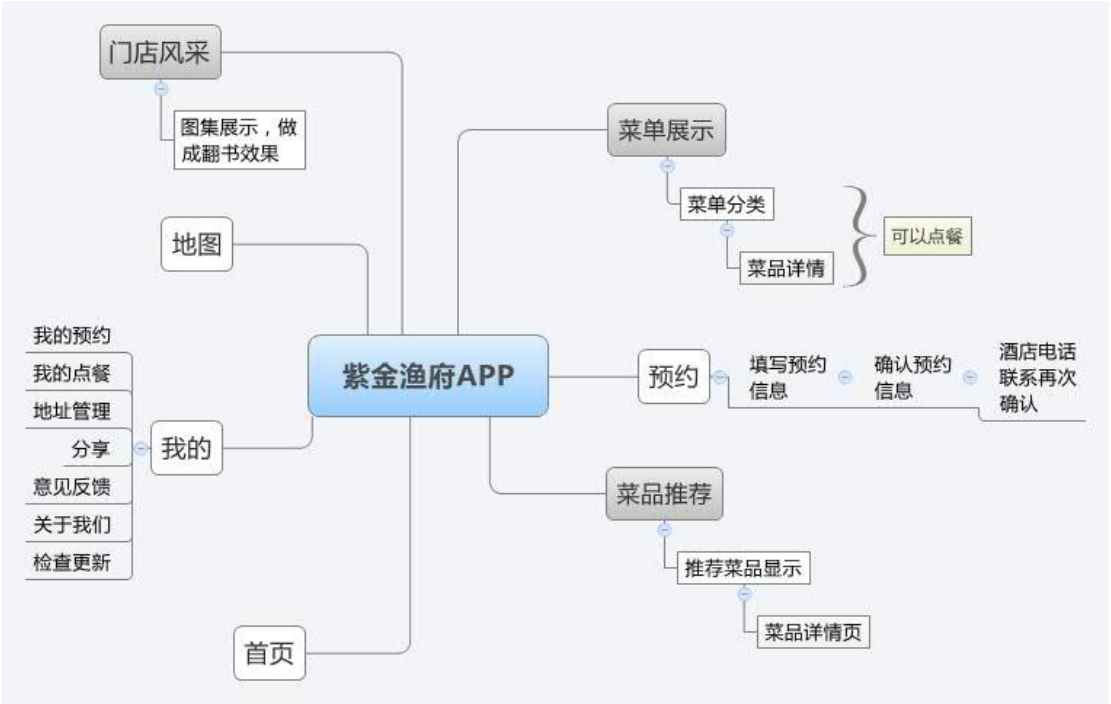 门店风采
图集展示，做
成翻书效果
地图
我的预约
我的点餐
地址管理
分享
意见反馈
关于我们
检查更新
我的
首页
紫金渔府APP
菜单展示
菜单分类
菜品详情
可以点餐
预约
填写预约
信息
确认预约
信息
酒店电话
联系再次
确认
菜品推荐
推荐菜品显示
菜品详情页